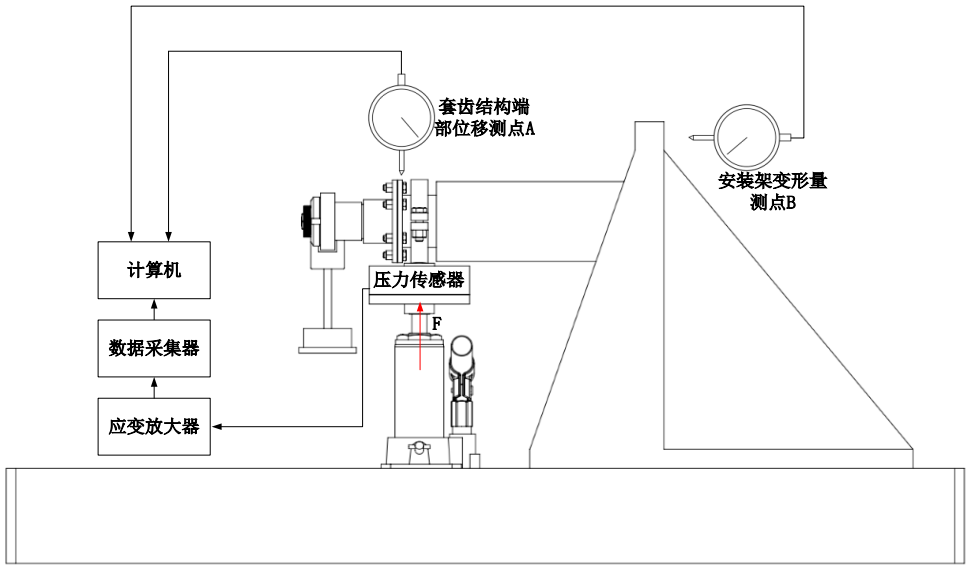 套齿结构端
部位移测点A
安装架变形量
测点B
计算机
压力传感器
F
数据采集器
应变放大器